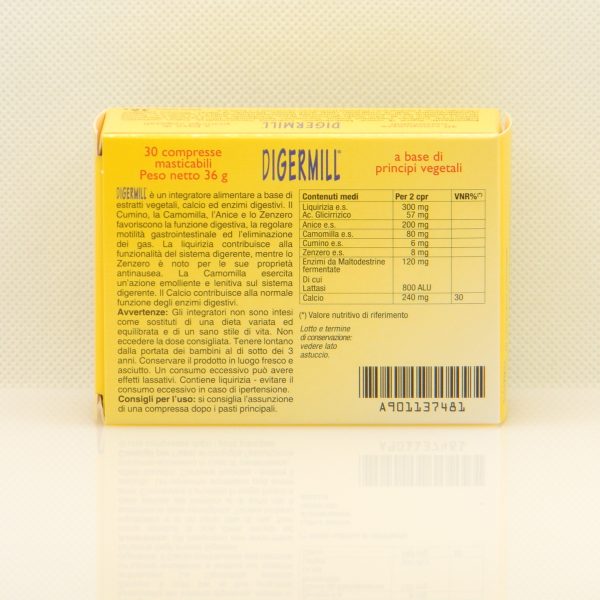 DIGERMILL
30 compresse
masticabili
Peso netto 36 g
DIGERMILL®
a base di
principi vegetali
DIGERMILL è un integratore alimentare a base di
estratti vegetali, calcio ed enzimi digestivi. Il
Cumino, la Camomilla, l'Anice e lo Zenzero
favoriscono la funzione digestiva, la regolare
motilità gastrointestinale ed l'eliminazione
dei gas. La liquirizia contribuisce alla
funzionalità del sistema digerente, mentre lo
Zenzero è noto per le sue proprietà
antinausea. La Camomilla esercita
un'azione emolliente e lenitiva sul sistema
digerente. Il Calcio contribuisce alla normale
funzione degli enzimi digestivi.
Avvertenze: Gli integratori non sono intesi
come sostituti di una dieta variata ed
equilibrata e di un sano stile di vita. Non
eccedere la dose consigliata. Tenere lontano
dalla portata dei bambini al di sotto dei 3
anni. Conservare il prodotto in luogo fresco e
asciutto. Un consumo eccessivo può avere
effetti lassativi. Contiene liquirizia - evitare il
consumo eccessivo in caso di ipertensione.
Consigli per l'uso: si consiglia l'assunzione
di una compressa dopo i pasti principali.
Contenuti medi Per 2 cpr VNR%(*)
Liquirizia e.s. 300 mg
Ac. Glicirrizico 57 mg
Anice e.s. 200 mg
Camomilla e.s. 80 mg
Cumino e.s. 6 mg
Zenzero e.s. 8 mg
Enzimi da Maltodestrine 120 mg
fermentate
Di cui
Lattasi 800 ALU
Calcio 240 mg 30
(*) Valore nutritivo di riferimento
Lotto e termine
di conservazione:
vedere lato
astuccio.
A901137481